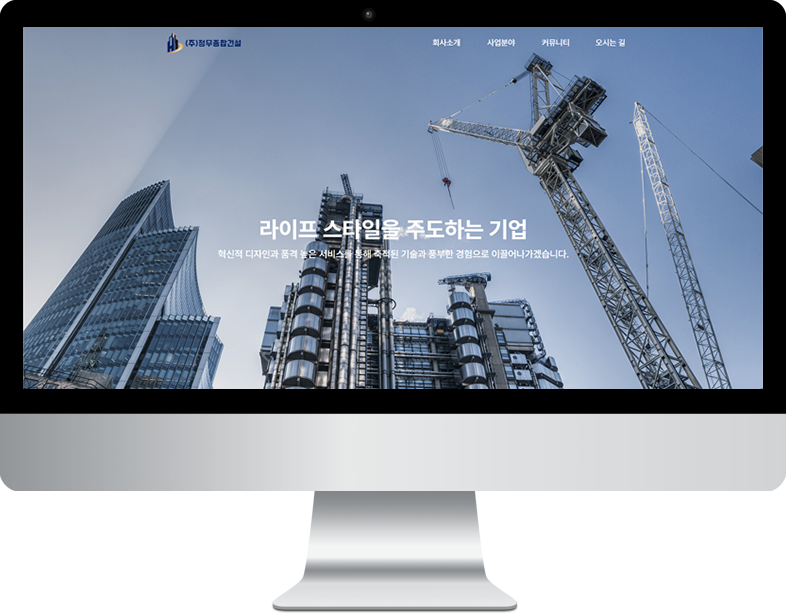 (주)정무종합건설
회사소개 사업분야 커뮤니티 오시는 길
라이프 스타일을 주도하는 기업
혁신적 디자인과 품격 높은 서비스를 통해 축적된 기술과 풍부한 경험으로 이끌어나가겠습니다.